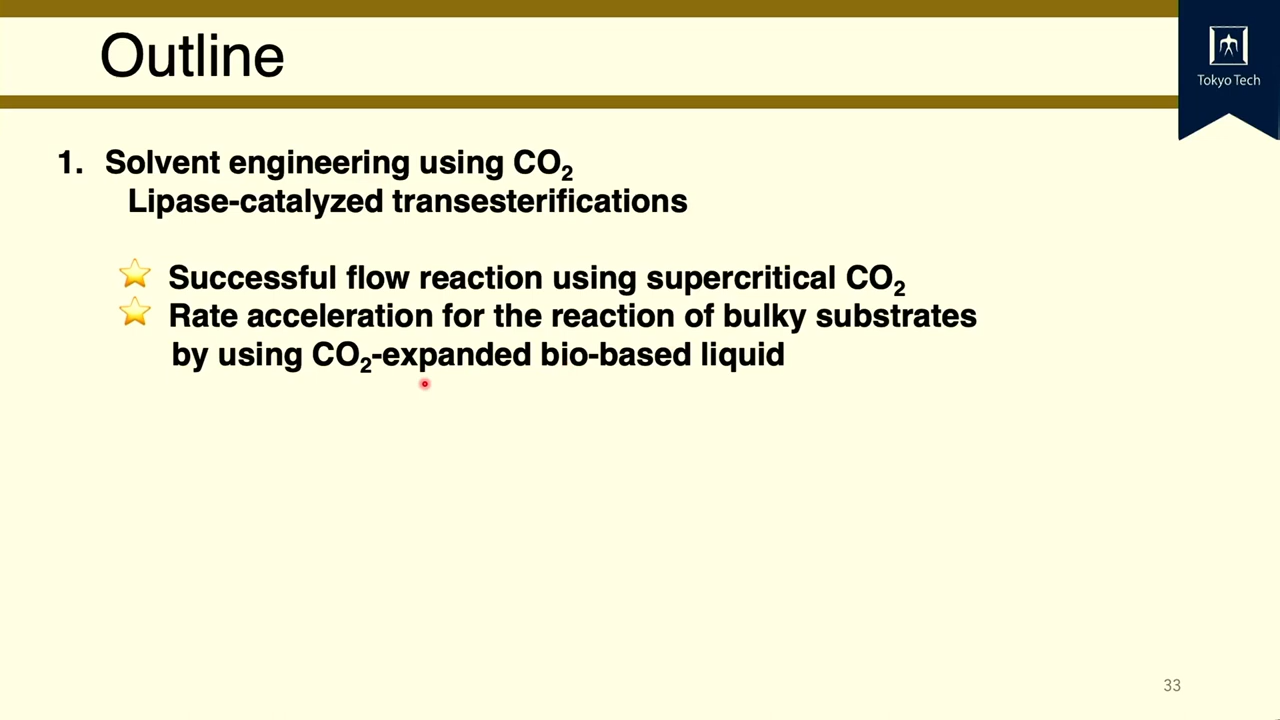 Outline
Tokyo Tech
1. Solvent engineering using CO₂
Lipase-catalyzed transesterifications
Successful flow reaction using supercritical CO₂
Rate acceleration for the reaction of bulky substrates
by using CO₂-expanded bio-based liquid
33